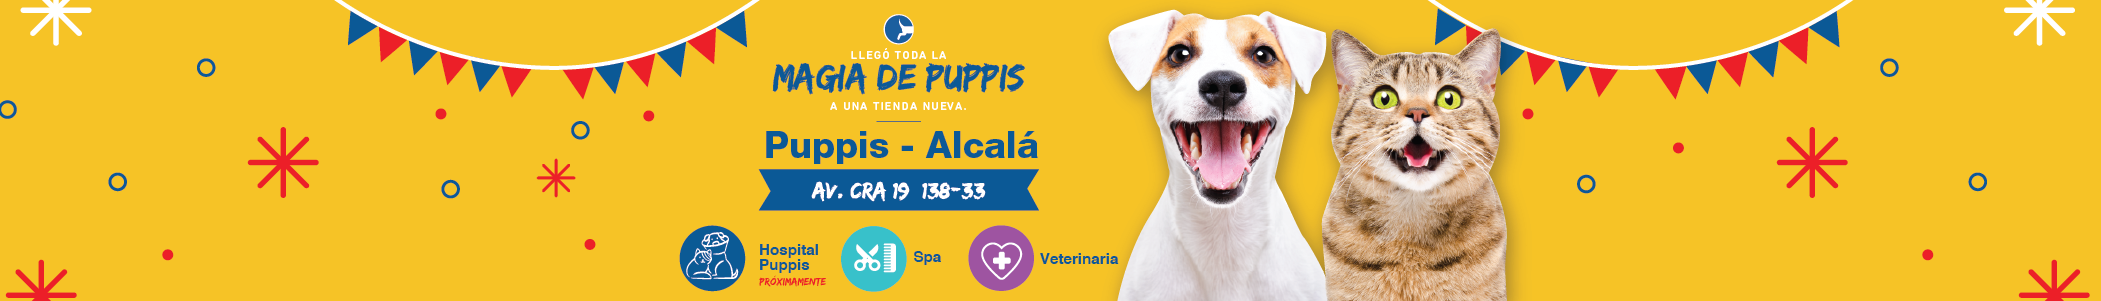 LLEGÓ TODA LA
MAGIA DE PUPPIS
A UNA TIENDA NUEVA.
Puppis - Alcalá
AV. CRA 19 138-33
Hospital
Puppis
PRÓXIMAMENTE
Spa
Veterinaria